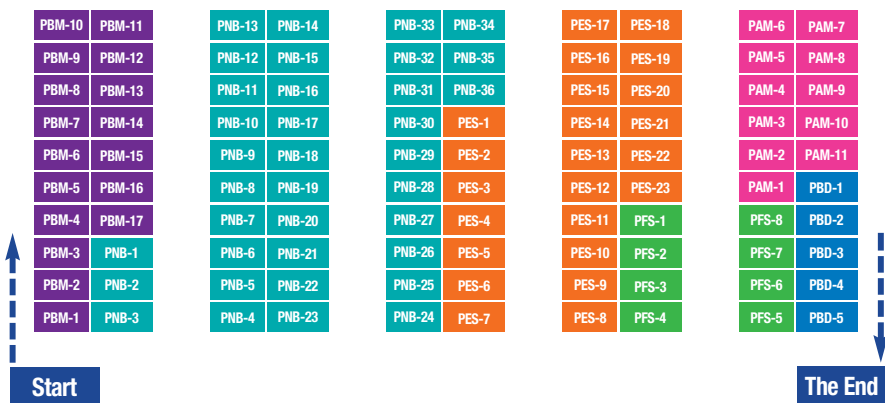 PBM-10 PBM-11 PNB-13 PNB-14 PNB-33 PNB-34 PES-17 PES-18 PAM-6 PAM-7
PBM-9 PBM-12 PNB-12 PNB-15 PNB-32 PNB-35 PES-16 PES-19 PAM-5 PAM-8
PBM-8 PBM-13 PNB-11 PNB-16 PNB-31 PNB-36 PES-15 PES-20 PAM-4 PAM-9
PBM-7 PBM-14 PNB-10 PNB-17 PNB-30 PES-1 PES-14 PES-21 PAM-3 PAM-10
PBM-6 PBM-15 PNB-9 PNB-18 PNB-29 PES-2 PES-13 PES-22 PAM-2 PAM-11
PBM-5 PBM-16 PNB-8 PNB-19 PNB-28 PES-3 PES-12 PES-23 PAM-1 PBD-1
PBM-4 PBM-17 PNB-7 PNB-20 PNB-27 PES-4 PES-11 PFS-1 PFS-8 PBD-2
PBM-3 PNB-1 PNB-6 PNB-21 PNB-26 PES-5 PES-10 PFS-2 PFS-7 PBD-3
PBM-2 PNB-2 PNB-5 PNB-22 PNB-25 PES-6 PES-9 PFS-3 PFS-6 PBD-4
PBM-1 PNB-3 PNB-4 PNB-23 PNB-24 PES-7 PES-8 PFS-4 PFS-5 PBD-5
Start The End